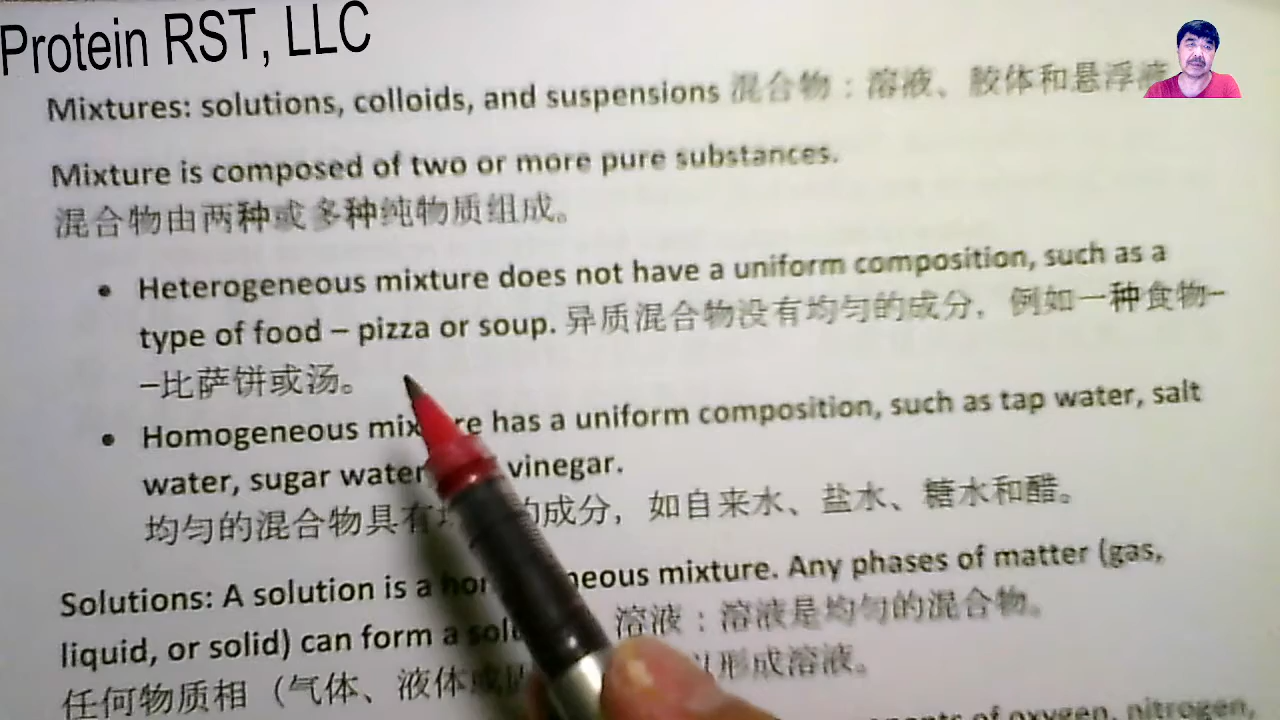 Protein RST, LLC
Mixtures: solutions, colloids, and suspensions 混合物：溶液、胶体和悬浮液
Mixture is composed of two or more pure substances.
混合物由两种或多种纯物质组成。
• Heterogeneous mixture does not have a uniform composition, such as a
type of food – pizza or soup. 异质混合物没有均匀的成分，例如一种食物–
–比萨饼或汤。
• Homogeneous has a uniform composition, such as tap water, salt
water, sugar water vinegar.
均匀的混合物具有 的成分，如自来水、盐水、糖水和醋。
Solutions: A solution is a mixture. Any phases of matter (gas,
liquid, or solid) can form a 溶液：溶液是均匀的混合物。
任何物质相（气体、液体 形成溶液。
of oxygen, nitrogen,